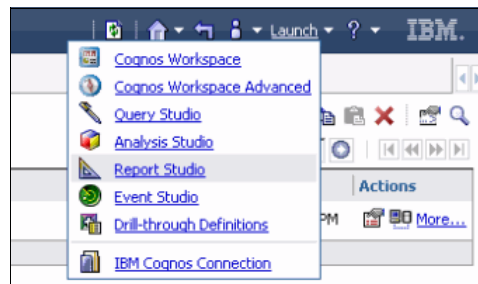 Launch ? IBM.
Cognos Workspace
Cognos Workspace Advanced
Query Studio
Analysis Studio
Report Studio
Actions
Event Studio
Drill-through Definitions PM More...
IBM Cognos Connection